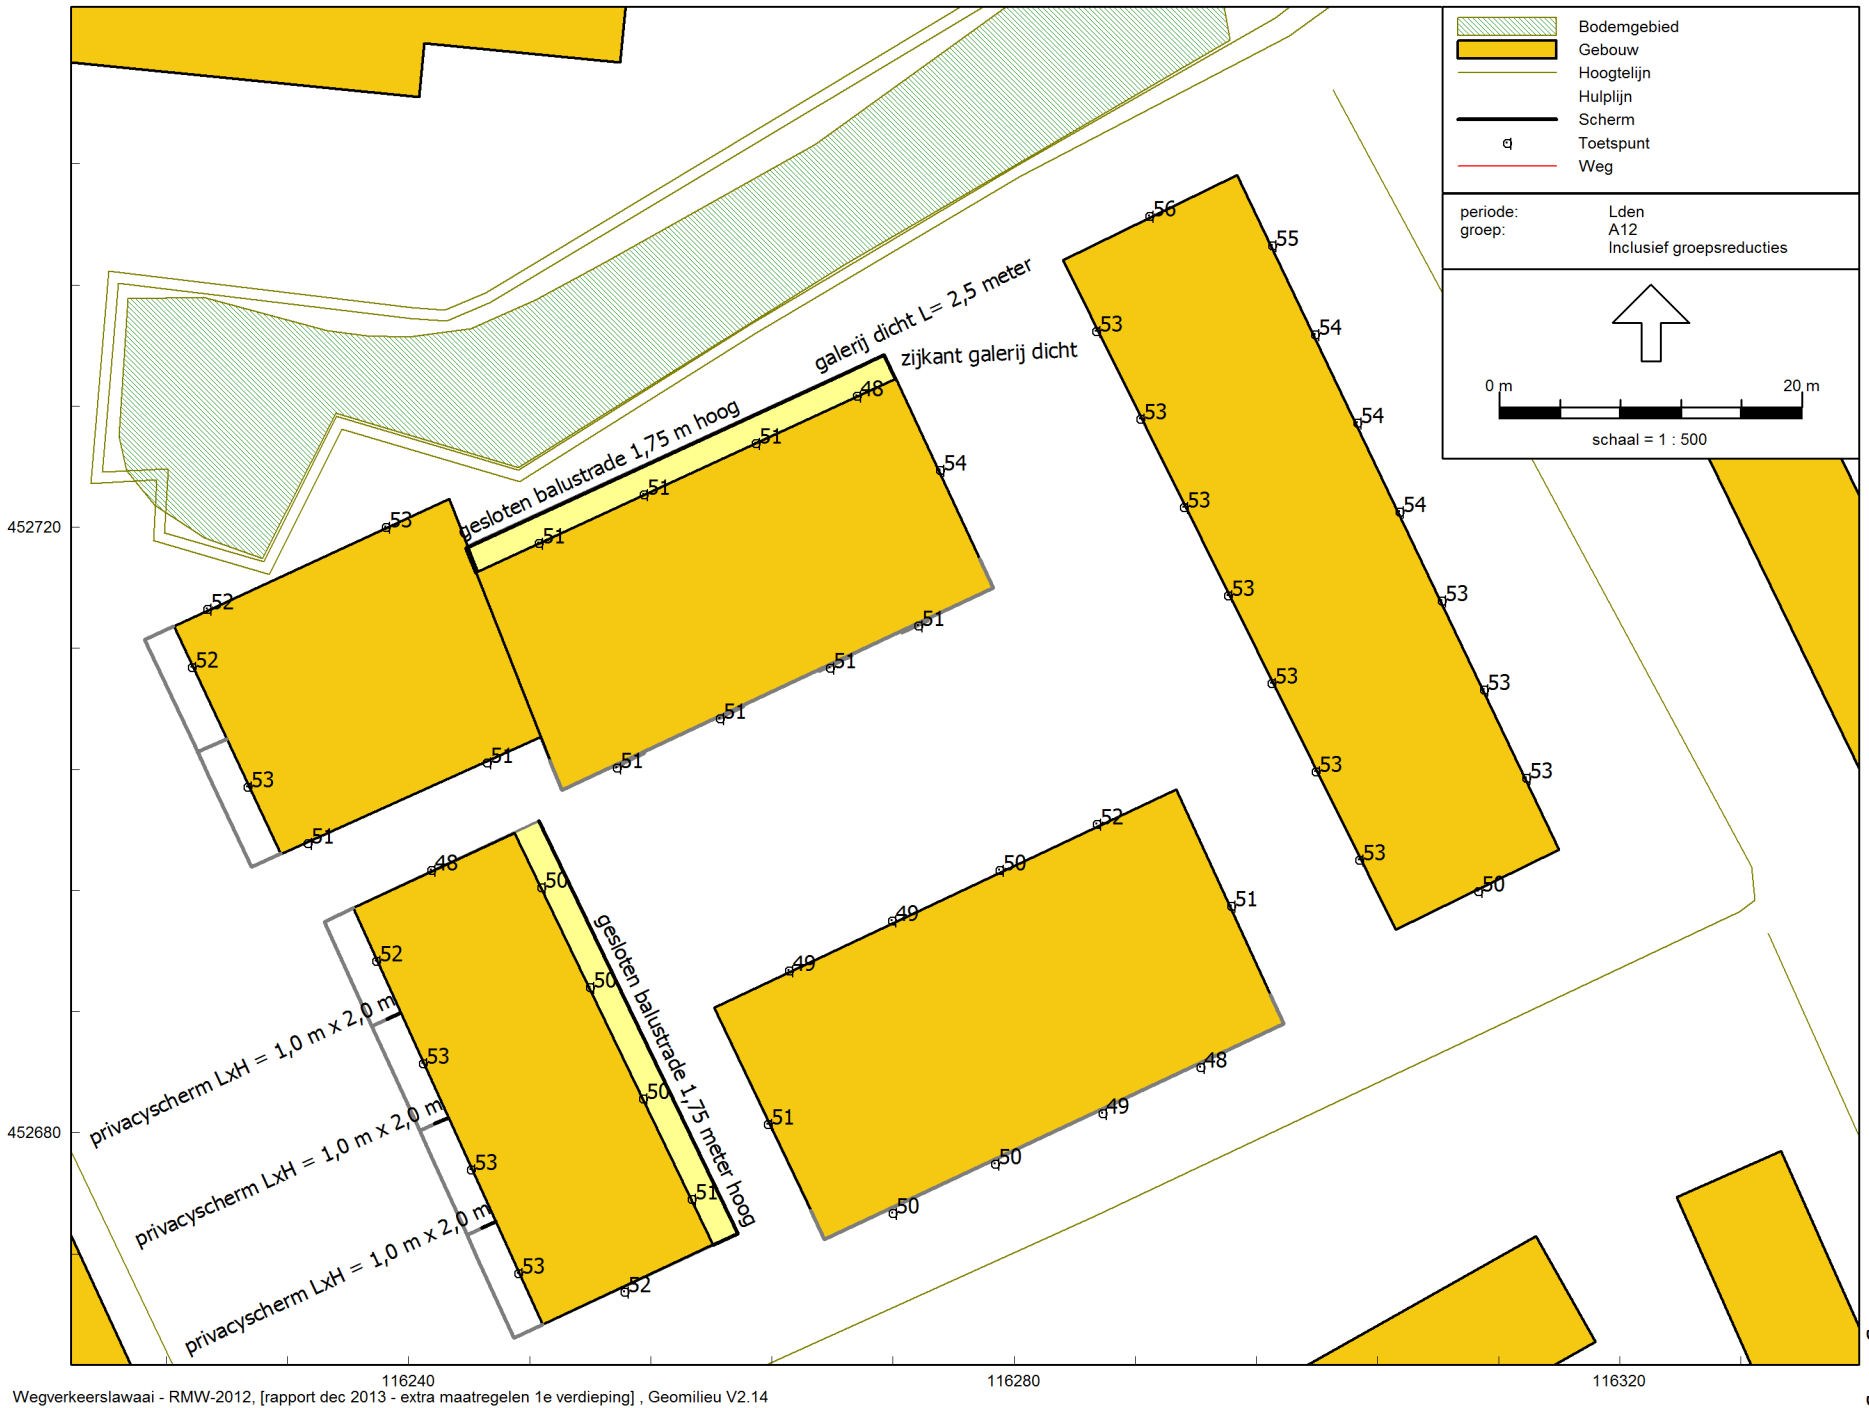 Bodemgebied
Gebouw
Hoogtelijn
Hulplijn
Scherm
Toetspunt
Weg
periode: Lden
groep: A12
Inclusief groepsreducties
0 m 20 m
schaal = 1 : 500
56
55
54
54
54
53
53
53
50
53
53
53
53
53
53
53
galerij dicht L= 2,5 meter
zijkant galerij dicht
gesloten balustrade 1,75 m hoog
48
51
51
51
54
51
51
51
51
53
52
52
53
51
51
48
50
50
50
51
52
52
53
53
53
gesloten balustrade 1,75 meter hoog
52
50
49
49
51
51
48
49
50
50
privacyscherm LxH = 1,0 m x 2,0 m
privacyscherm LxH = 1,0 m x 2,0 m
privacyscherm LxH = 1,0 m x 2,0 m
452720
452680
116240 116280 116320
Wegverkeerslawaai - RMW-2012, [rapport dec 2013 - extra maatregelen 1e verdieping] , Geomilieu V2.14